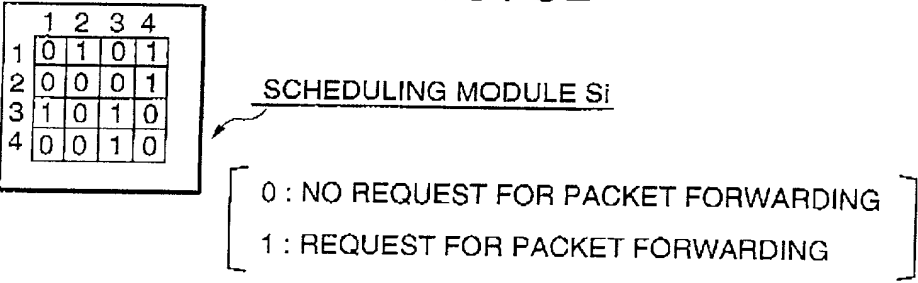 1 2 3 4
1 0 1 0 1
2 0 0 0 1
3 1 0 1 0
4 0 0 1 0
SCHEDULING MODULE Si
0 : NO REQUEST FOR PACKET FORWARDING
1 : REQUEST FOR PACKET FORWARDING